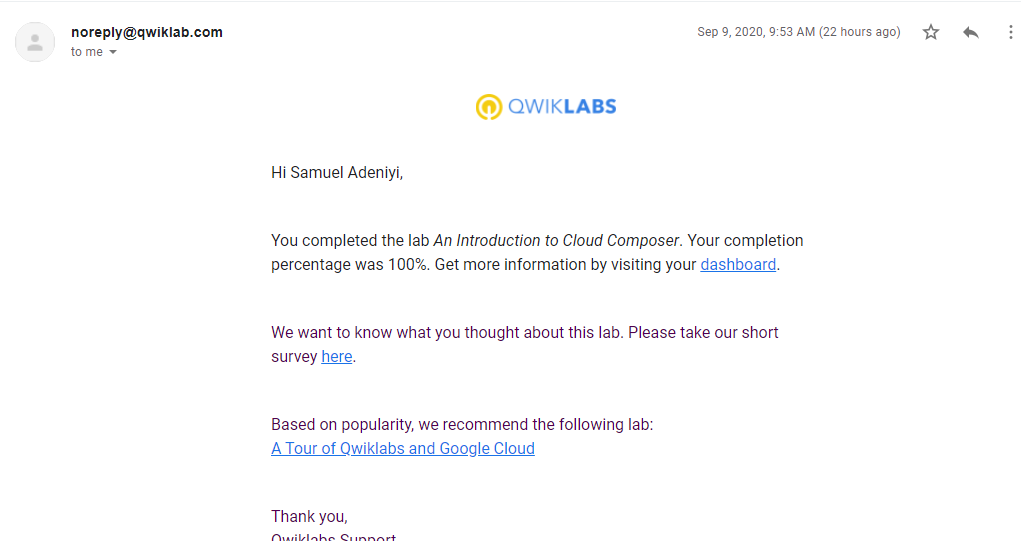 noreply@qwiklab.com
Sep 9, 2020, 9:53 AM (22 hours ago)
to me
QWIKLABS
Hi Samuel Adeniyi,
You completed the lab An Introduction to Cloud Composer. Your completion
percentage was 100%. Get more information by visiting your dashboard.
We want to know what you thought about this lab. Please take our short
survey here.
Based on popularity, we recommend the following lab:
A Tour of Qwiklabs and Google Cloud
Thank you,
Qwiklabs Support